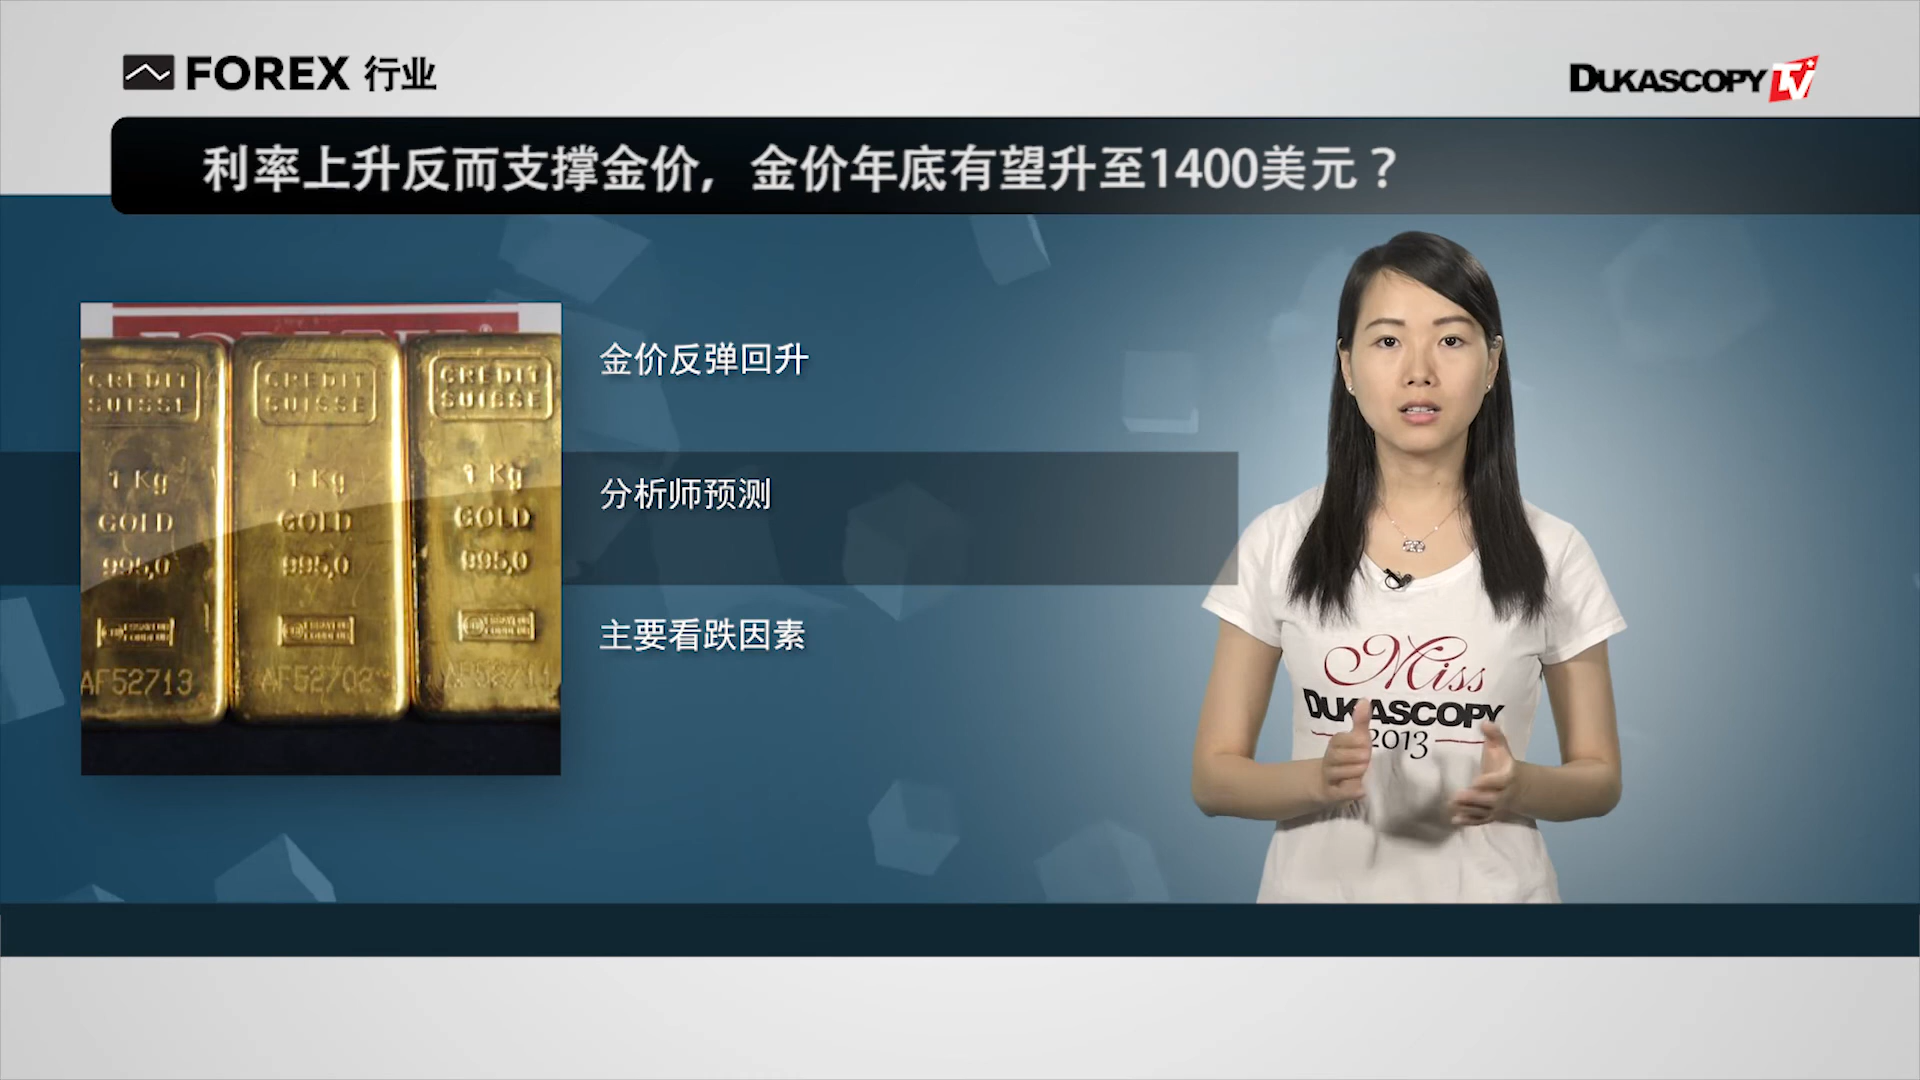 FOREX 行业
DUKASCOPY TV
利率上升反而支撑金价，金价年底有望升至1400美元？
金价反弹回升
分析师预测
主要看跌因素
CREDIT
SUISSE
1 Kg
GOLD
995,0
AF52713
CREDIT
SUISSE
1 Kg
GOLD
995,0
AF52702
CREDIT
SUISSE
1 Kg
GOLD
995,0
Miss
DUKASCOPY
2013